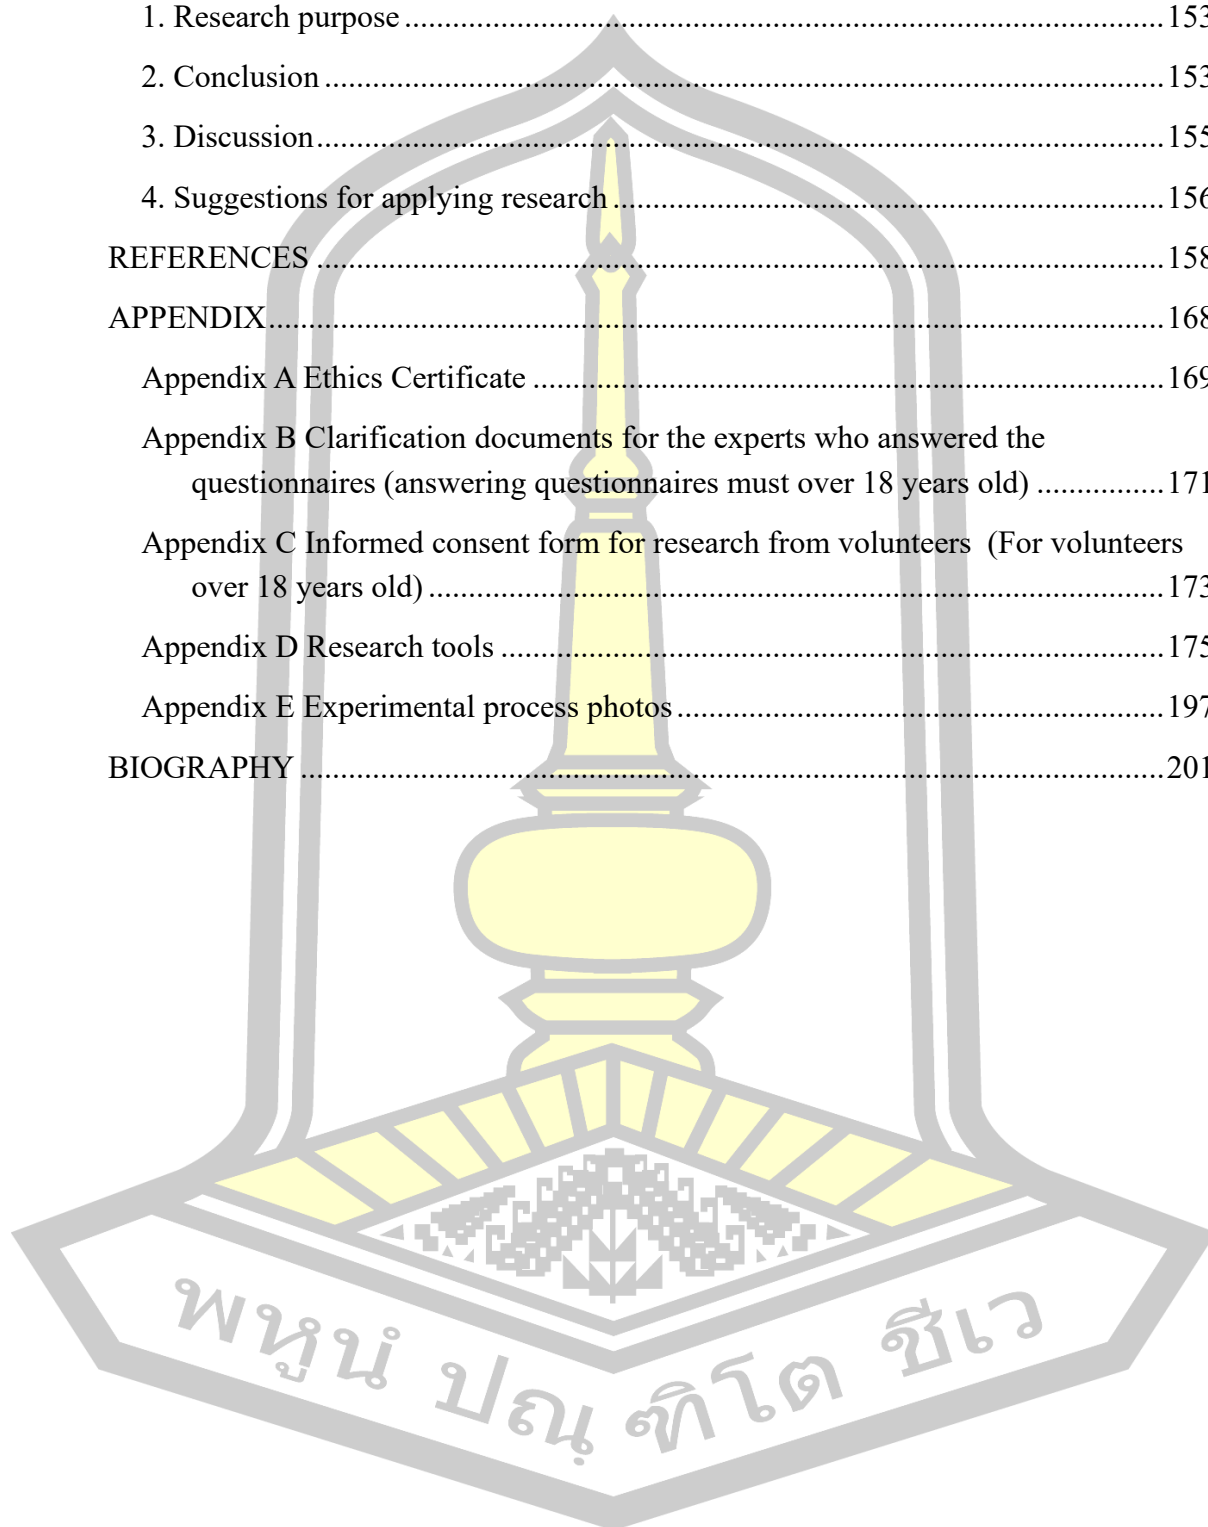 1. Research purpose ........................................................................................ 153
2. Conclusion ........................................................................................ 153
3. Discussion ........................................................................................ 155
4. Suggestions for applying research ........................................................................................ 156
REFERENCES ........................................................................................ 158
APPENDIX ........................................................................................ 168
Appendix A Ethics Certificate ........................................................................................ 169
Appendix B Clarification documents for the experts who answered the
questionnaires (answering questionnaires must over 18 years old) ............... 171
Appendix C Informed consent form for research from volunteers (For volunteers
over 18 years old) ........................................................................................ 173
Appendix D Research tools ........................................................................................ 175
Appendix E Experimental process photos ........................................................................................ 197
BIOGRAPHY ........................................................................................ 201
พหูนํ ปณฺฑิโต ชีเว